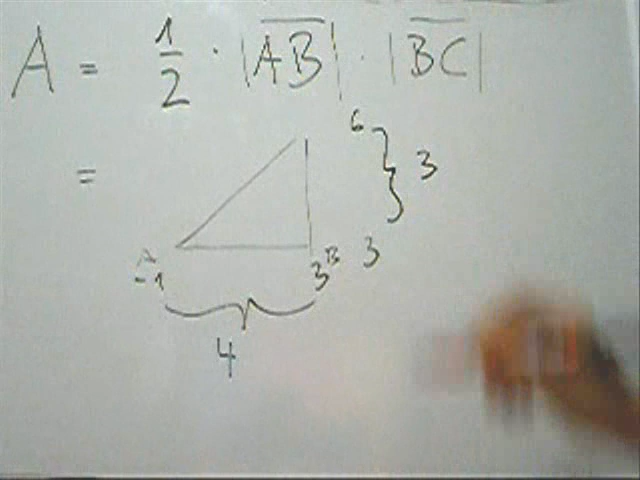 A = 1/2 · |AB| · |BC|
=
6
} 3
A B 3
-1 3
4